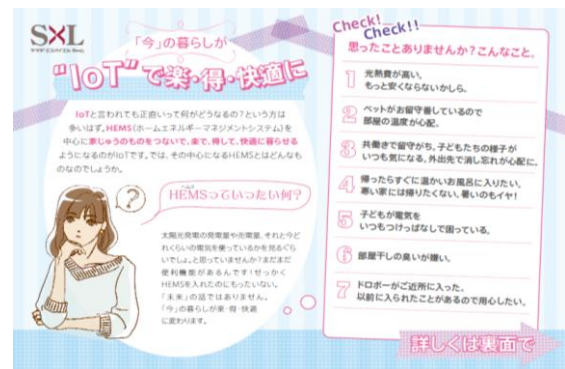 S×L
ヤマダ・エスバイエルホーム
「今」の暮らしが
"IoT"で楽・得・快適に
IoTと言われても正直いって何がどうなるの?という方は
多いはず。HEMS(ホームエネルギーマネジメントシステム)を
中心に家じゅうのものをつないで、楽で、得して、快適に暮らせる
ようになるのがIoTです。では、その中心になるHEMSとはどんなも
のなのでしょうか。
?
ヘムス
HEMSっていったい何?
太陽光発電の発電量や売電量、それと今ど
れくらいの電気を使っているかを見るぐら
いでしょ。と思っていませんか?まだまだ
便利機能があるんです!せっかく
HEMSを入れたのにもったいない。
「未来」の話ではありません。
「今」の暮らしが楽・得・快適
に変わります。
Check!
Check!!
思ったことありませんか?こんなこと。
1 光熱費が高い。
もっと安くならないかしら。
2 ペットがお留守番しているので
部屋の温度が心配。
3 共働きで留守がち。子どもたちの様子が
いつも気になる。外出先で消し忘れが心配に。
4 帰ったらすぐに温かいお風呂に入りたい。
寒い家には帰りたくない。暑いのもイヤ!
5 子どもが電気を
いつもつけっぱなしで困っている。
6 部屋干しの臭いが嫌い。
7 ドロボーがご近所に入った。
以前に入られたことがあるので用心したい。
詳しくは裏面で